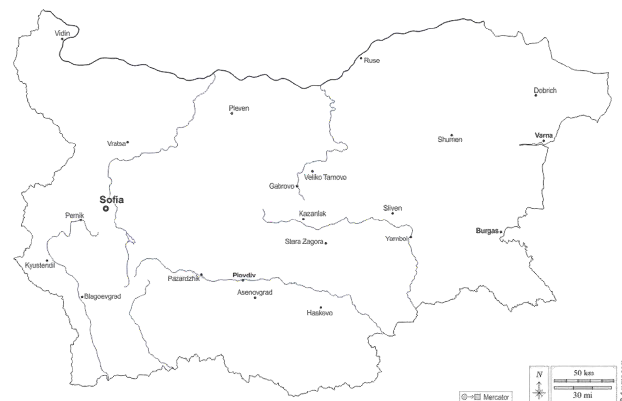 Vidin
Ruse
Dobrich
Pleven
Varna
Shumen
Vratsa
Veliko Tarnovo
Gabrovo
Sofia
Sliven
Kazanlak
Pernik
Burgas
Yambol
Stara Zagora
Kyustendil
Pazardzhik
Plovdiv
Asenovgrad
Blagoevgrad
Haskovo
N
50 km
30 mi
Mercator